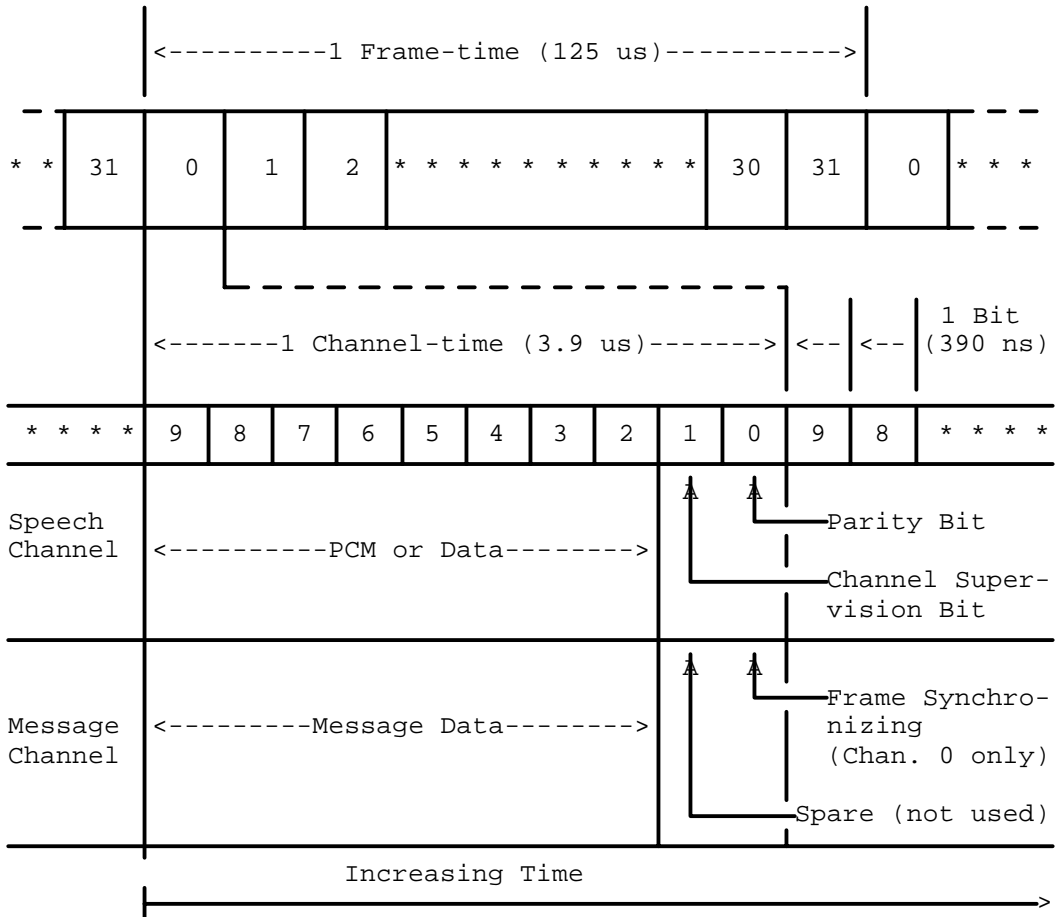 <----------1 Frame-time (125 us)----------->
* * 31 0 1 2 * * * * * * * * * * 30 31 0 * * *
1 Bit
<-------1 Channel-time (3.9 us)-------> <-- <-- (390 ns)
* * * * 9 8 7 6 5 4 3 2 1 0 9 8 * * * *
A A
Speech Parity Bit
Channel <----------PCM or Data-------->
Channel Super-
vision Bit
A A
Frame Synchro-
Message <---------Message Data--------> nizing
Channel (Chan. 0 only)
Spare (not used)
Increasing Time
>